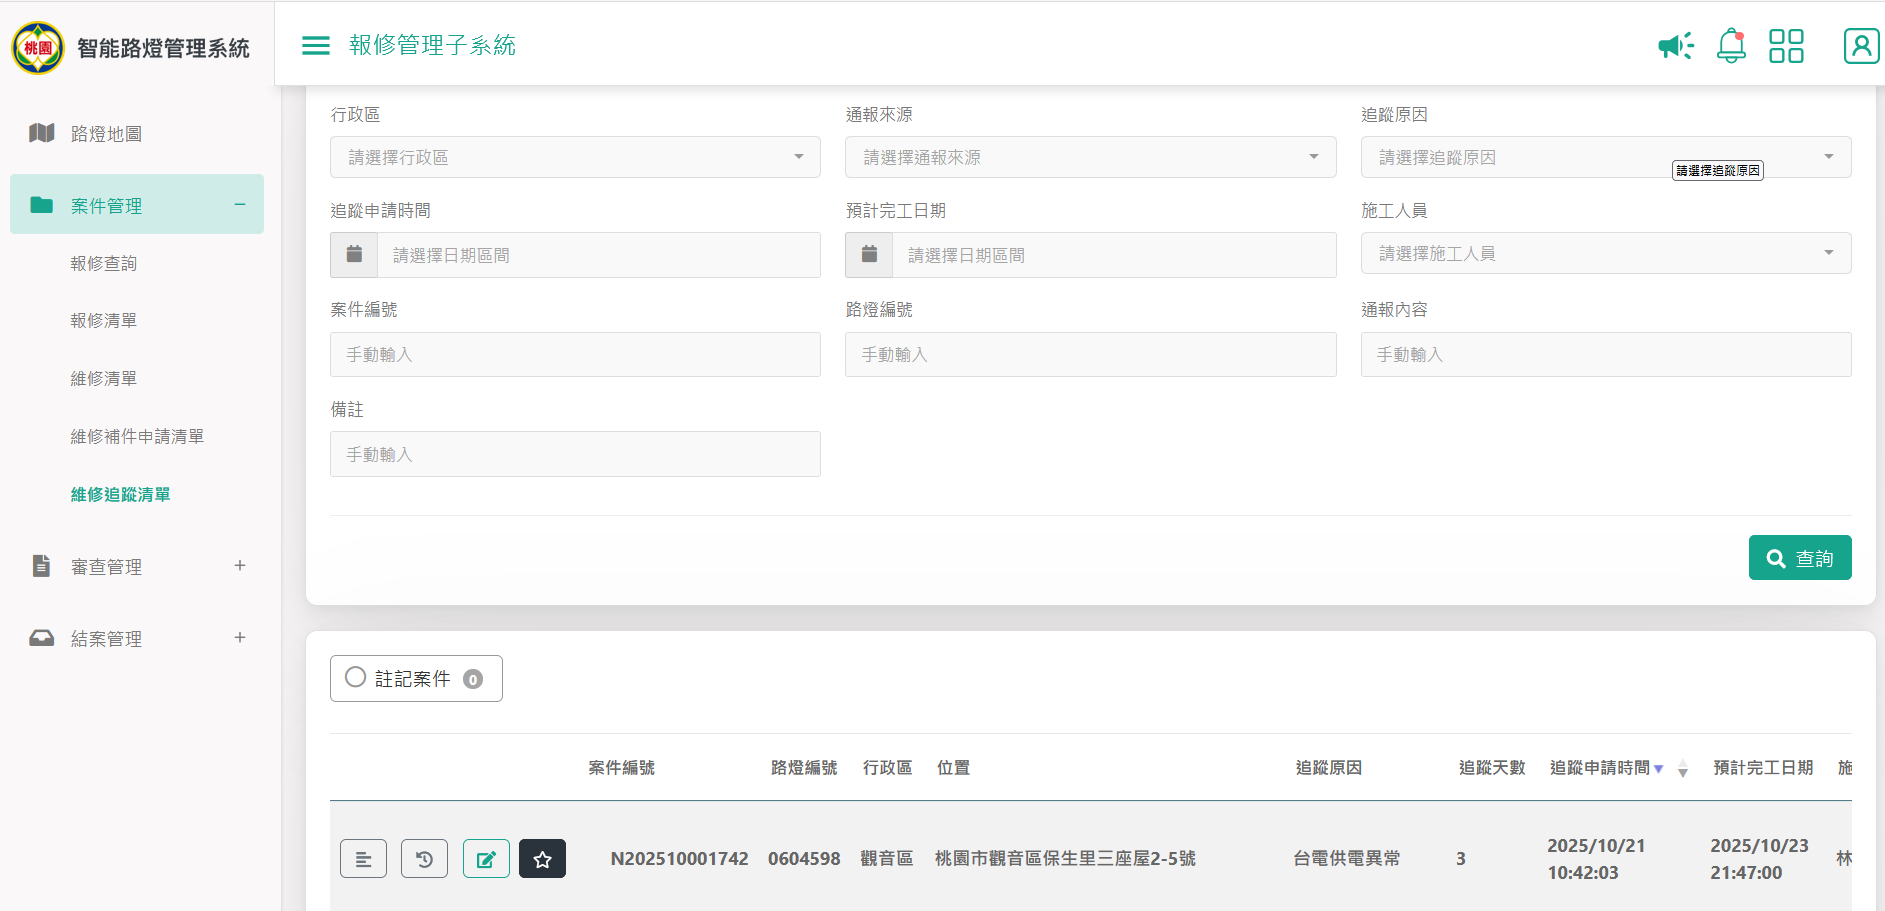 桃園
智能路燈管理系統
報修管理子系統
路燈地圖
案件管理
報修查詢
報修清單
維修清單
維修補件申請清單
維修追蹤清單
審查管理
結案管理
行政區
通報來源
追蹤原因
請選擇行政區
請選擇通報來源
請選擇追蹤原因
請選擇追蹤原因
追蹤申請時間
預計完工日期
施工人員
請選擇日期區間
請選擇日期區間
請選擇施工人員
案件編號
路燈編號
通報內容
手動輸入
手動輸入
手動輸入
備註
手動輸入
查詢
註記案件 0
案件編號 路燈編號 行政區 位置 追蹤原因 追蹤天數 追蹤申請時間 預計完工日期 施
N202510001742 0604598 觀音區 桃園市觀音區保生里三座屋2-5號 台電供電異常 3 2025/10/21 10:42:03 2025/10/23 21:47:00 林